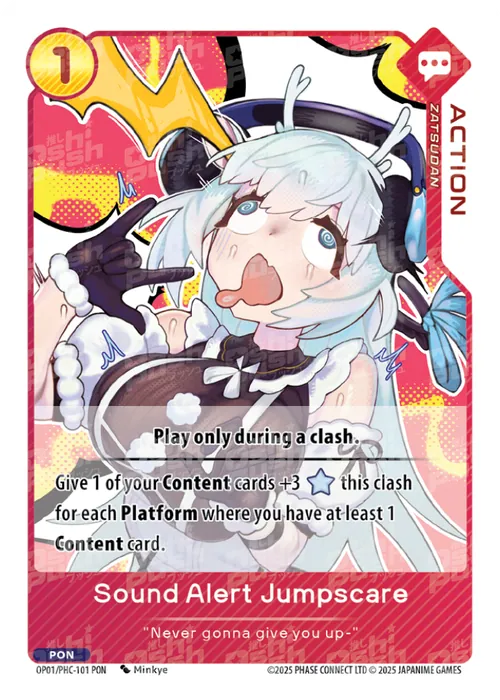 1
ACTION
ZATSUDAN
Play only during a clash.
Give 1 of your Content cards +3 this clash
for each Platform where you have at least 1
Content card.
Sound Alert Jumpscare
"Never gonna give you up-"
PON
OP01/PHC-101 PON Minkye ©2025 PHASE CONNECT LTD © 2025 JAPANIME GAMES